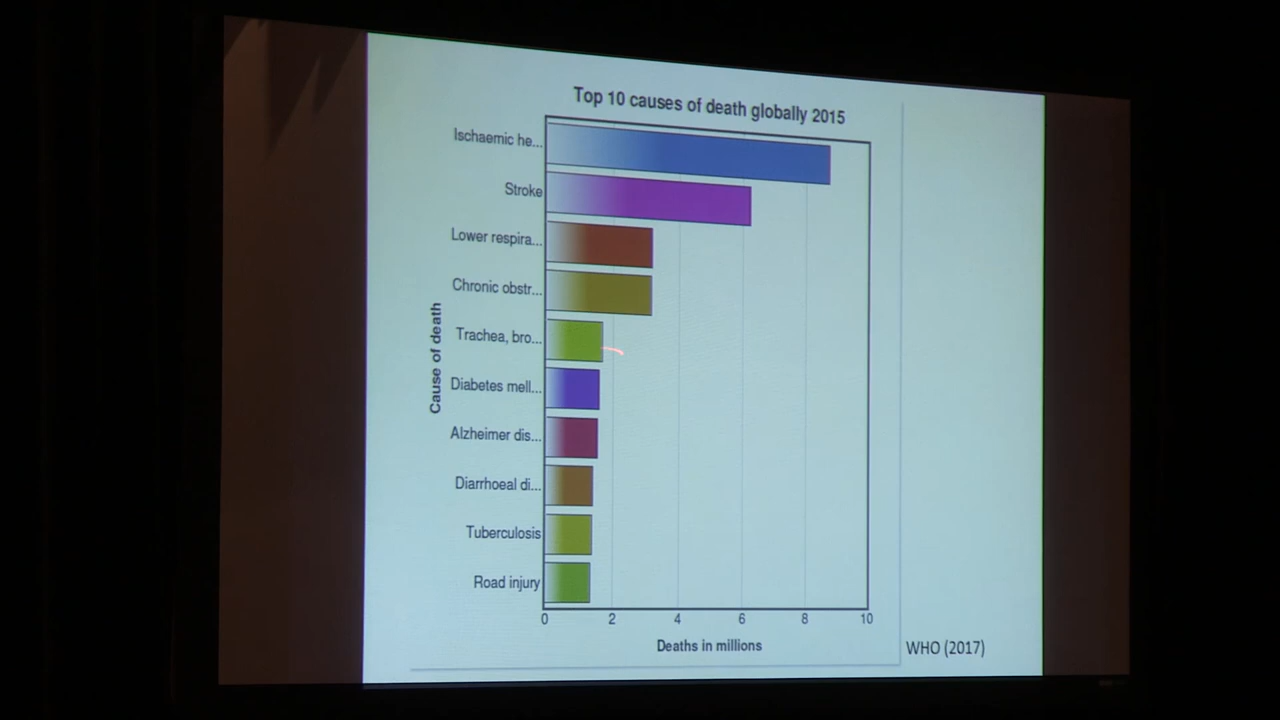 Top 10 causes of death globally 2015
Cause of death
Ischaemic he...
Stroke
Lower respira...
Chronic obstr...
Trachea, bro...
Diabetes mell...
Alzheimer dis...
Diarrhoeal di...
Tuberculosis
Road injury
0 2 4 6 8 10
Deaths in millions
WHO (2017)